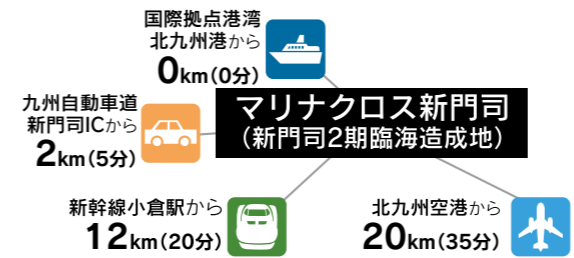 国際拠点港湾
北九州港から
0km(0分)
九州自動車道
新門司ICから
2km(5分)
マリナクロス新門司
(新門司2期臨海造成地)
新幹線小倉駅から
12km(20分)
北九州空港から
20km(35分)